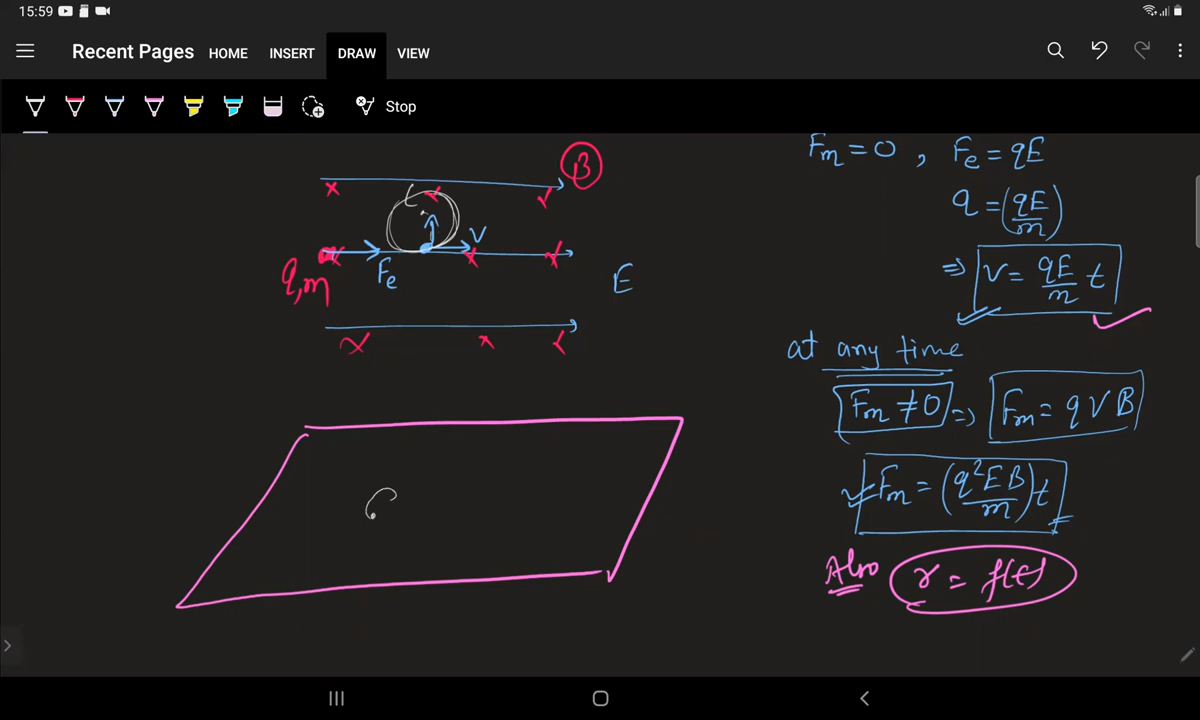 15:59
Recent Pages HOME INSERT DRAW VIEW
Stop
B
V
q,m
Fe
E
Fm = 0 , Fe = qE
q = (qE/m)
=> V = qE/m t
at any time
Fm ≠ 0 => Fm = q V B
Fm = (q²EB/m) t
Also r = f(t)